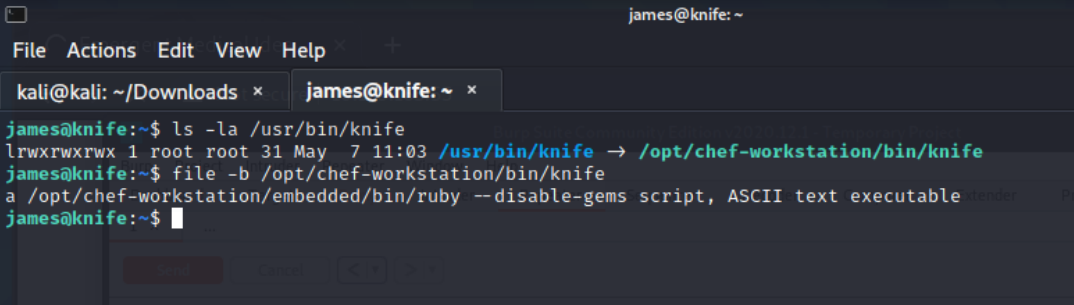 james@knife: ~
File Actions Edit View Help
kali@kali: ~/Downloads × james@knife: ~ ×
james@knife:~$ ls -la /usr/bin/knife
lrwxrwxrwx 1 root root 31 May  7 11:03 /usr/bin/knife → /opt/chef-workstation/bin/knife
james@knife:~$ file -b /opt/chef-workstation/bin/knife
a /opt/chef-workstation/embedded/bin/ruby --disable-gems script, ASCII text executable
james@knife:~$
Send Cancel < >